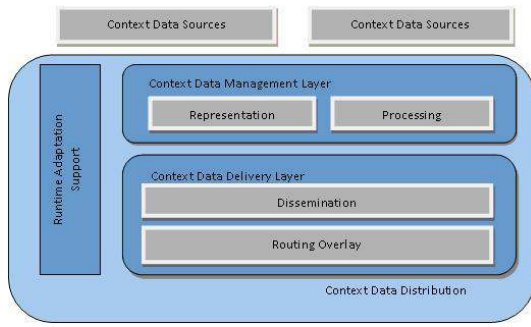 Context Data Sources
Context Data Sources
Runtime Adaptation
Support
Context Data Management Layer
Representation
Processing
Context Data Delivery Layer
Dissemination
Routing Overlay
Context Data Distribution